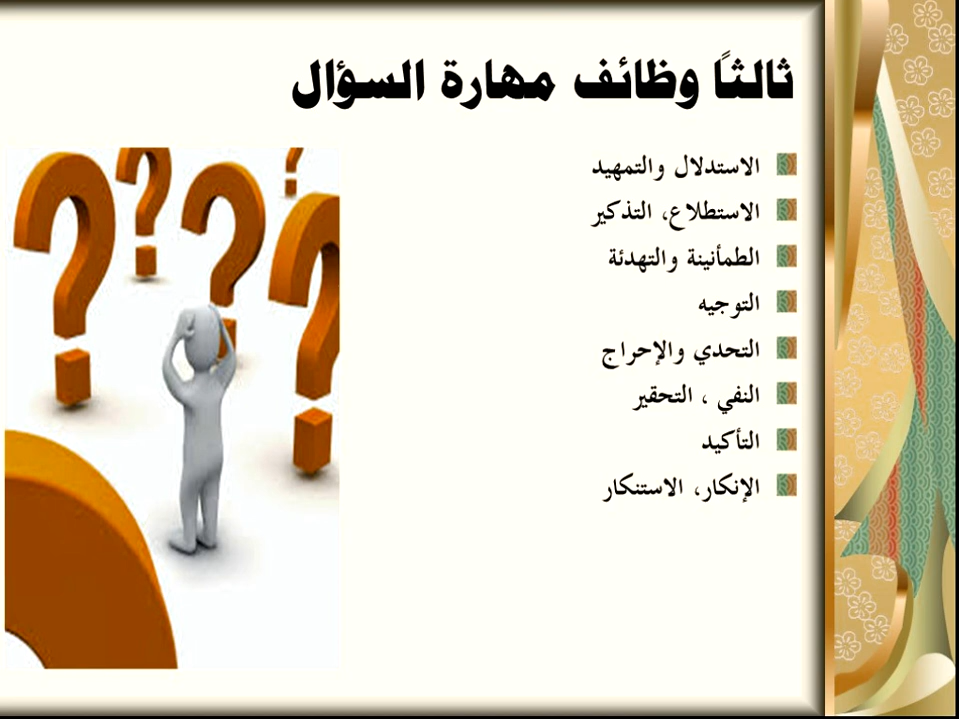 ثالثاً وظائف مهارة السؤال
الاستدلال والتمهيد
الاستطلاع، التذكير
الطمأنينة والتهدئة
التوجيه
التحدي والإحراج
النفي ، التحقير
التأكيد
الإنكار، الاستنكار